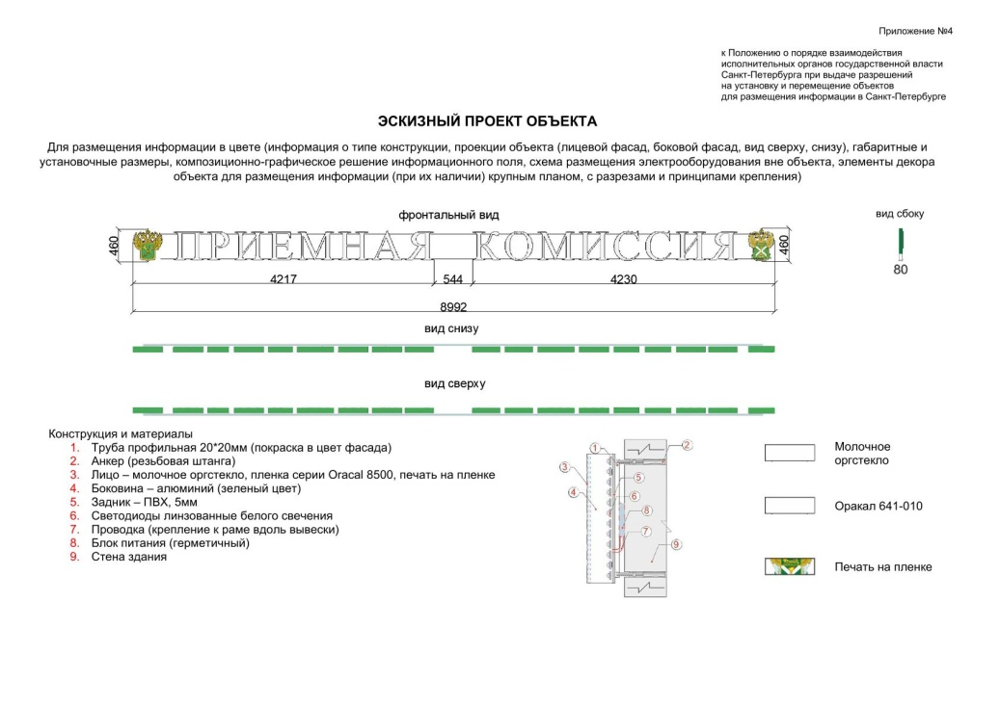 Приложение №4
к Положению о порядке взаимодействия
исполнительных органов государственной власти
Санкт-Петербурга при выдаче разрешений
на установку и перемещение объектов
для размещения информации в Санкт-Петербурге
ЭСКИЗНЫЙ ПРОЕКТ ОБЪЕКТА
Для размещения информации в цвете (информация о типе конструкции, проекции объекта (лицевой фасад, боковой фасад, вид сверху, снизу), габаритные и
установочные размеры, композиционно-графическое решение информационного поля, схема размещения электрооборудования вне объекта, элементы декора
объекта для размещения информации (при их наличии) крупным планом, с разрезами и принципами крепления)
фронтальный вид
вид сбоку
460
ПРИЕМНАЯ КОМИССИЯ
460
80
4217
544
4230
8992
вид снизу
вид сверху
Конструкция и материалы
1. Труба профильная 20*20мм (покраска в цвет фасада)
2. Анкер (резьбовая штанга)
3. Лицо – молочное оргстекло, пленка серии Oracal 8500, печать на пленке
4. Боковина – алюминий (зеленый цвет)
5. Задник – ПВХ, 5мм
6. Светодиоды линзованные белого свечения
7. Проводка (крепление к раме вдоль вывески)
8. Блок питания (герметичный)
9. Стена здания
1
2
3
5
4
6
8
7
9
Молочное
оргстекло
Оракал 641-010
Печать на пленке